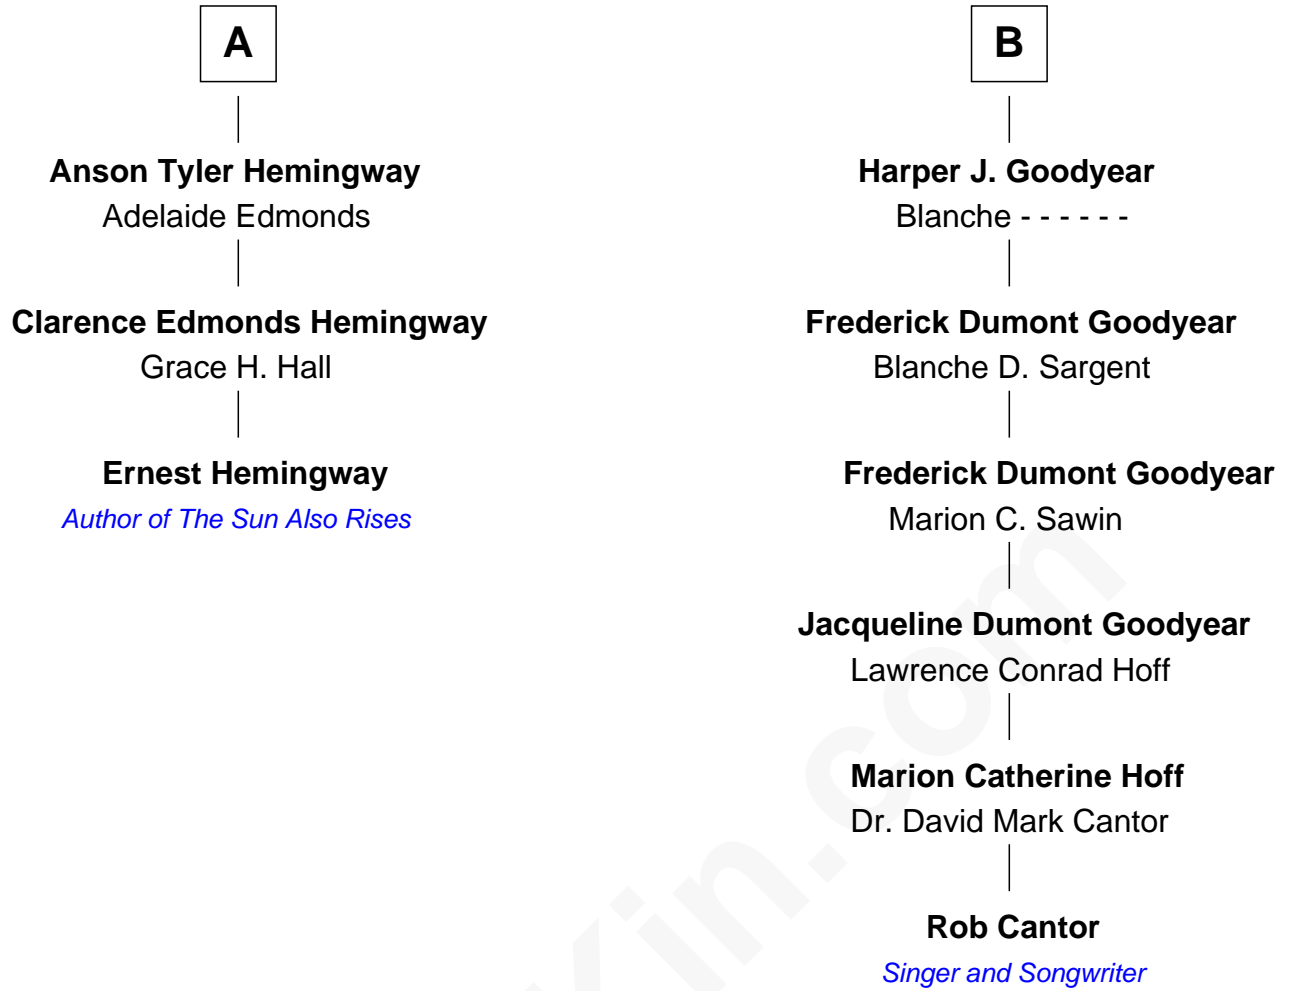 A
Anson Tyler Hemingway
Adelaide Edmonds
Clarence Edmonds Hemingway
Grace H. Hall
Ernest Hemingway
Author of The Sun Also Rises
B
Harper J. Goodyear
Blanche - - - - - -
Frederick Dumont Goodyear
Blanche D. Sargent
Frederick Dumont Goodyear
Marion C. Sawin
Jacqueline Dumont Goodyear
Lawrence Conrad Hoff
Marion Catherine Hoff
Dr. David Mark Cantor
Rob Cantor
Singer and Songwriter
Kin.com